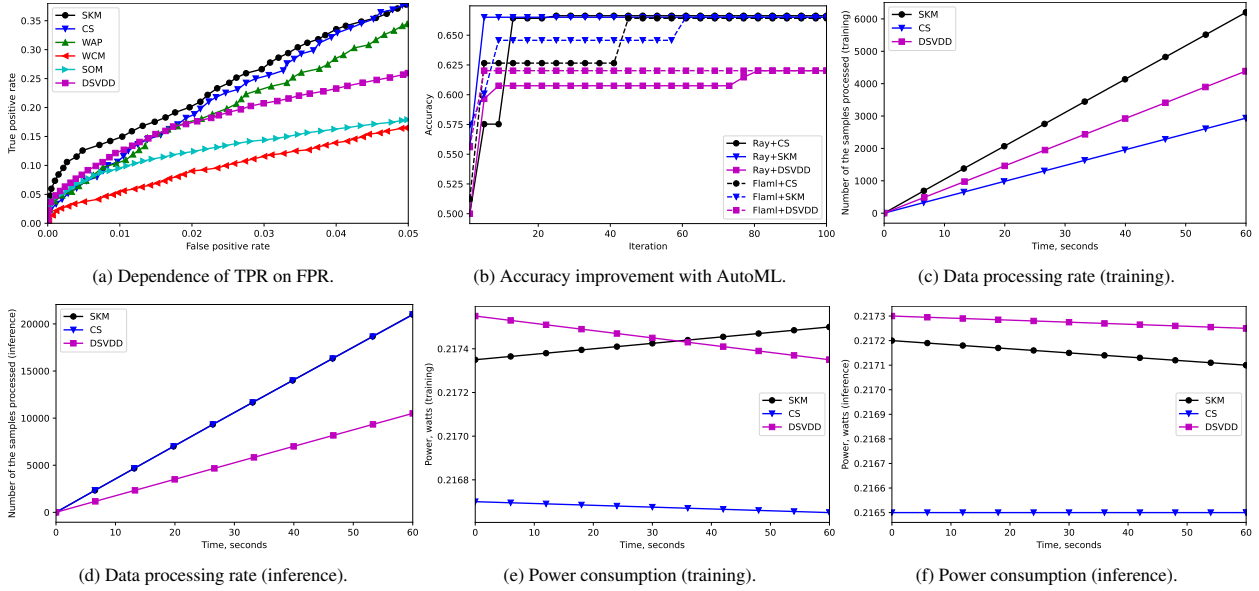 SKM
CS
WAP
WCM
SOM
DSVDD
True positive rate
0.00
0.05
0.10
0.15
0.20
0.25
0.30
0.35
0.00
0.01
0.02
0.03
0.04
0.05
False positive rate
(a) Dependence of TPR on FPR.
Accuracy
0.500
0.525
0.550
0.575
0.600
0.625
0.650
Ray+CS
Ray+SKM
Ray+DSVDD
Flaml+CS
Flaml+SKM
Flaml+DSVDD
20
40
60
80
100
Iteration
(b) Accuracy improvement with AutoML.
Number of the samples processed (training)
0
1000
2000
3000
4000
5000
6000
SKM
CS
DSVDD
0
10
20
30
40
50
60
Time, seconds
(c) Data processing rate (training).
Number of the samples processed (inference)
0
5000
10000
15000
20000
SKM
CS
DSVDD
0
10
20
30
40
50
60
Time, seconds
(d) Data processing rate (inference).
Power, watts (training)
0.2168
0.2170
0.2172
0.2174
SKM
CS
DSVDD
0
10
20
30
40
50
60
Time, seconds
(e) Power consumption (training).
Power, watts (inference)
0.2165
0.2166
0.2167
0.2168
0.2169
0.2170
0.2171
0.2172
0.2173
SKM
CS
DSVDD
0
10
20
30
40
50
60
Time, seconds
(f) Power consumption (inference).